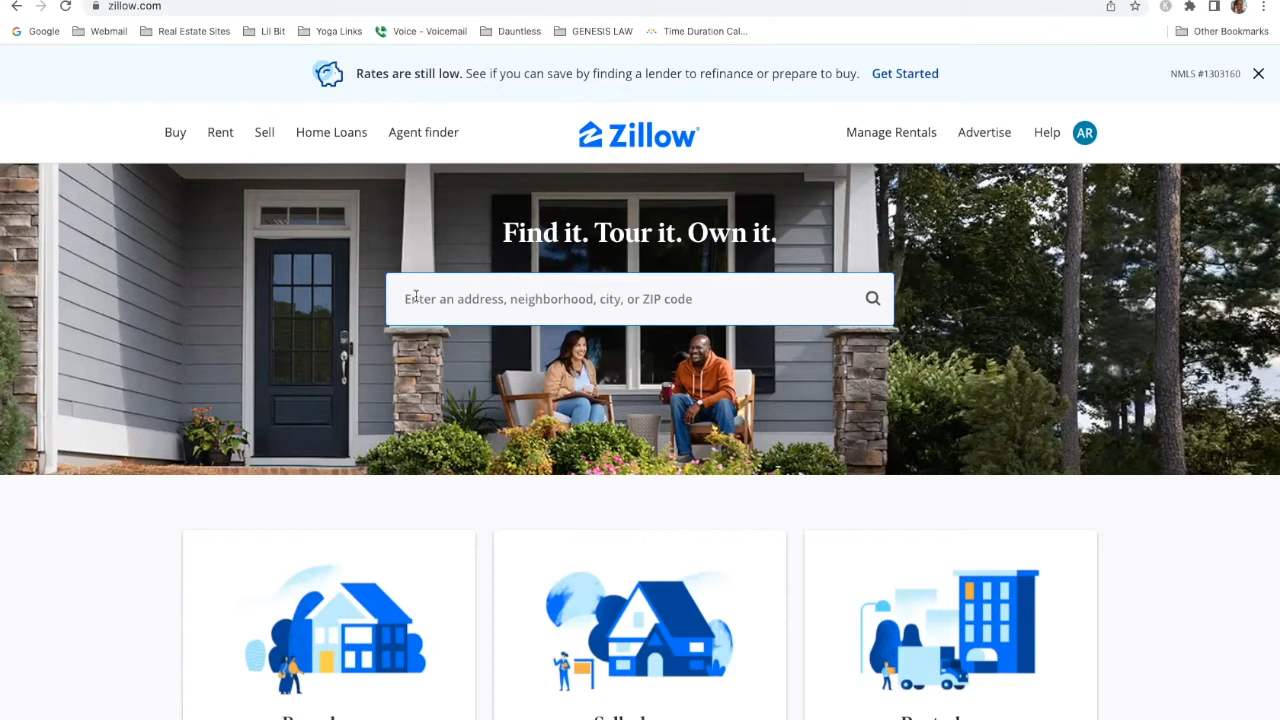 zillow.com
Google Webmail Real Estate Sites Lil Bit Yoga Links Voice - Voicemail Dauntless GENESIS LAW Time Duration Cal... Other Bookmarks
Rates are still low. See if you can save by finding a lender to refinance or prepare to buy. Get Started NMLS #1303160
Buy Rent Sell Home Loans Agent finder Zillow Manage Rentals Advertise Help AR
Find it. Tour it. Own it.
Enter an address, neighborhood, city, or ZIP code